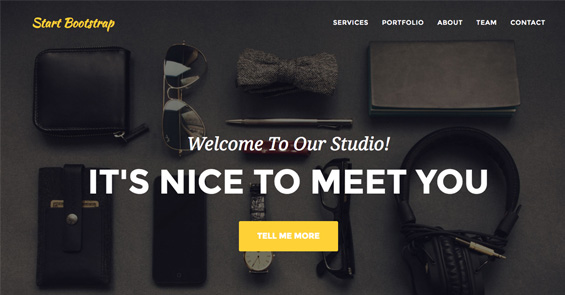 Start Bootstrap
SERVICES PORTFOLIO ABOUT TEAM CONTACT
Welcome To Our Studio!
IT'S NICE TO MEET YOU
TELL ME MORE